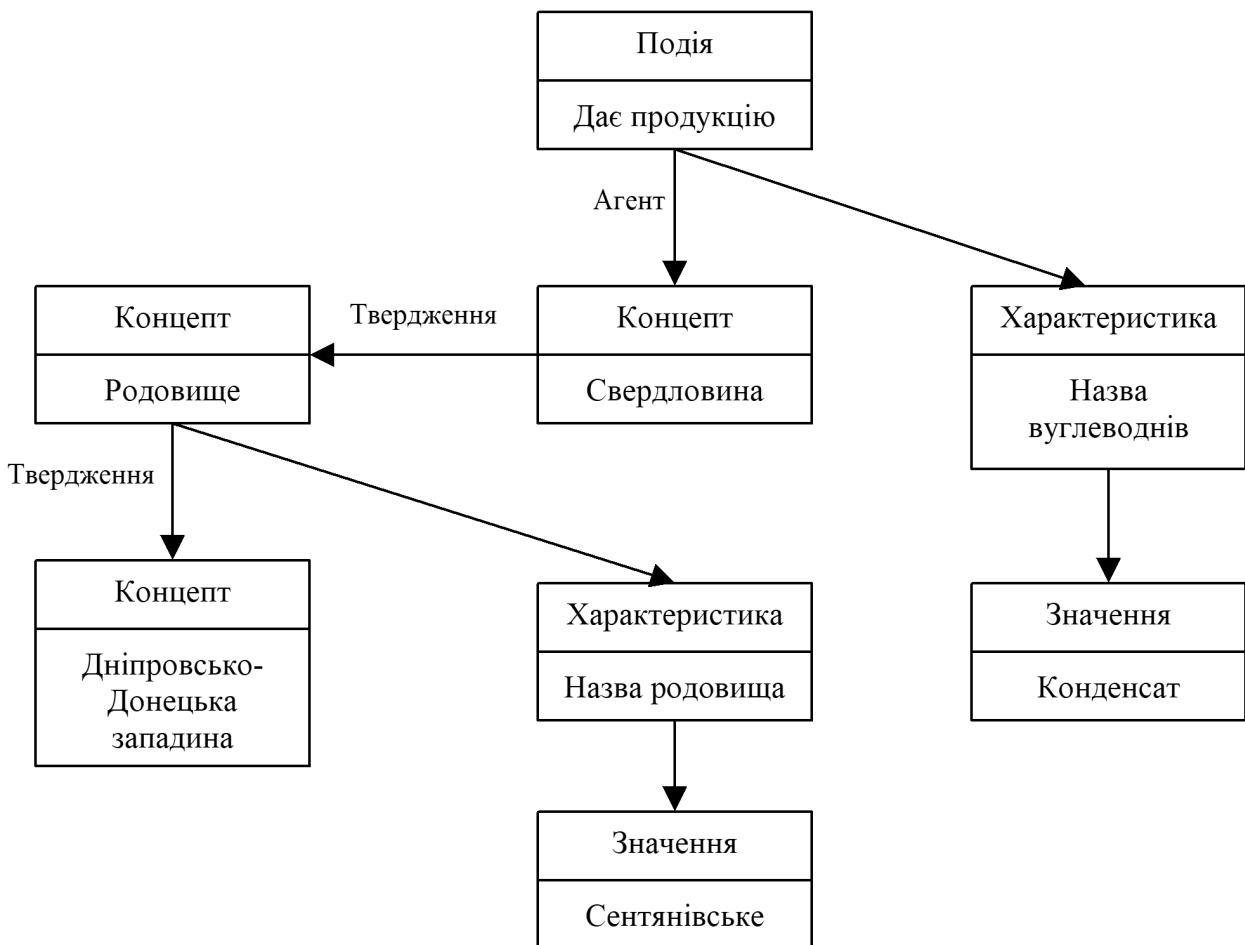 Подія
Дає продукцію
Агент
Концепт
Родовище
Твердження
Концепт
Свердловина
Характеристика
Назва
вуглеводнів
Твердження
Концепт
Дніпровсько-
Донецька
западина
Характеристика
Назва родовища
Значення
Конденсат
Значення
Сентянівське